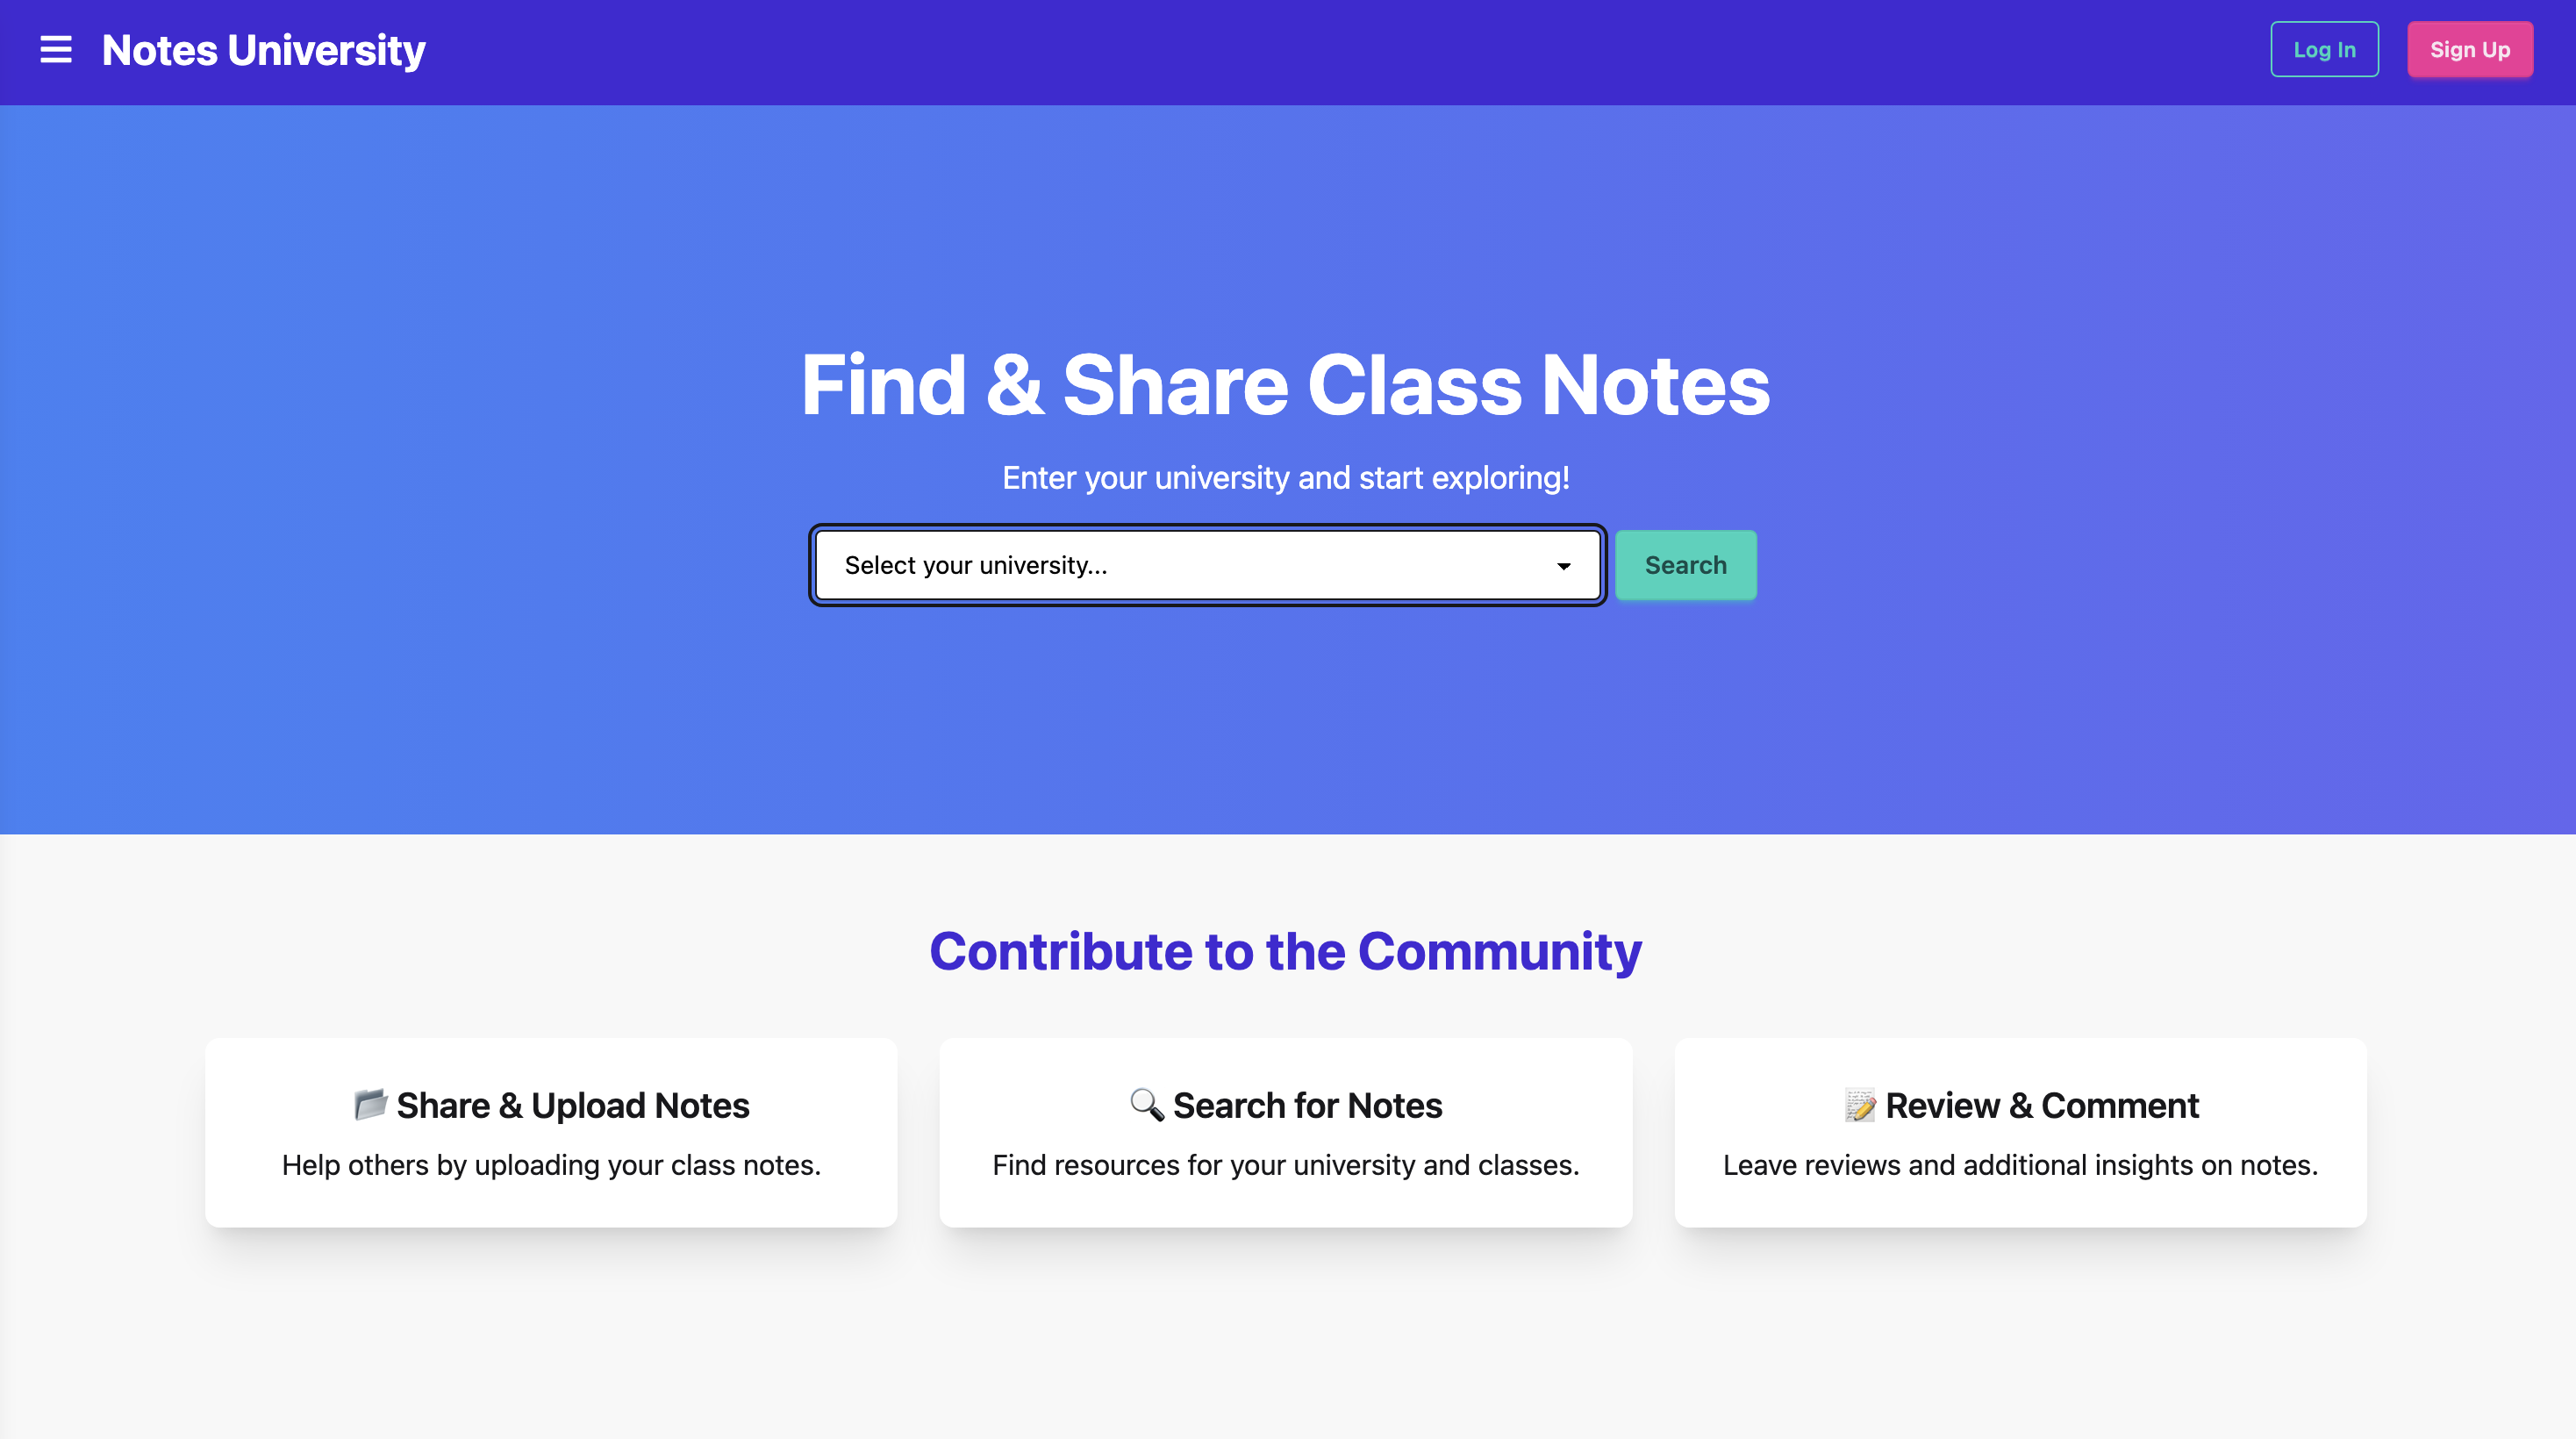 Notes University
Log In
Sign Up
Find & Share Class Notes
Enter your university and start exploring!
Select your university...
Search
Contribute to the Community
Share & Upload Notes
Help others by uploading your class notes.
Search for Notes
Find resources for your university and classes.
Review & Comment
Leave reviews and additional insights on notes.